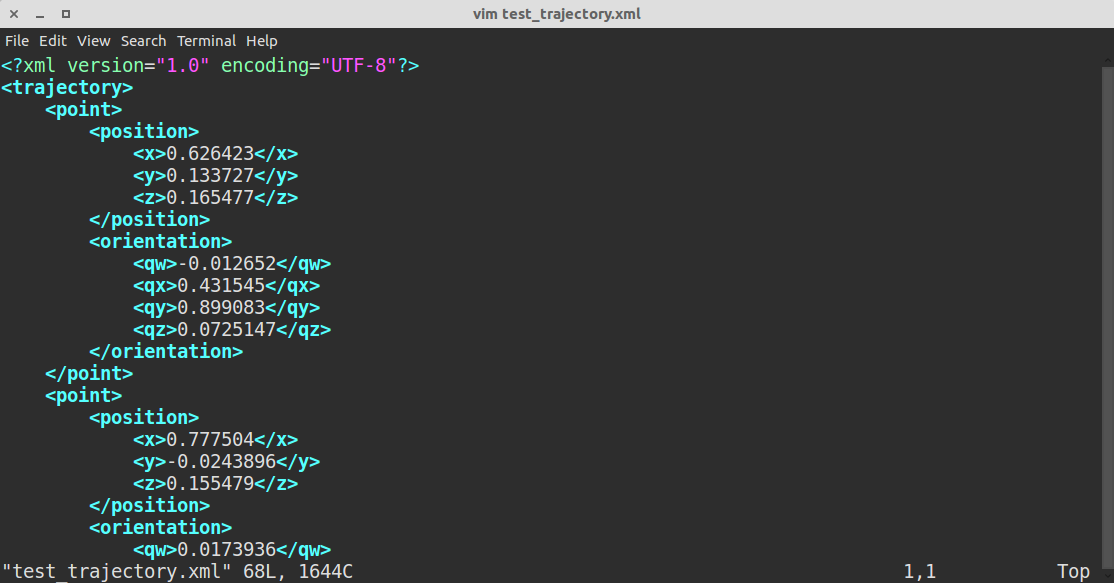 vim test_trajectory.xml
File Edit View Search Terminal Help
<?xml version="1.0" encoding="UTF-8"?>
<trajectory>
    <point>
        <position>
            <x>0.626423</x>
            <y>0.133727</y>
            <z>0.165477</z>
        </position>
        <orientation>
            <qw>-0.012652</qw>
            <qx>0.431545</qx>
            <qy>0.899083</qy>
            <qz>0.0725147</qz>
        </orientation>
    </point>
    <point>
        <position>
            <x>0.777504</x>
            <y>-0.0243896</y>
            <z>0.155479</z>
        </position>
        <orientation>
            <qw>0.0173936</qw>
"test_trajectory.xml" 68L, 1644C 1,1 Top